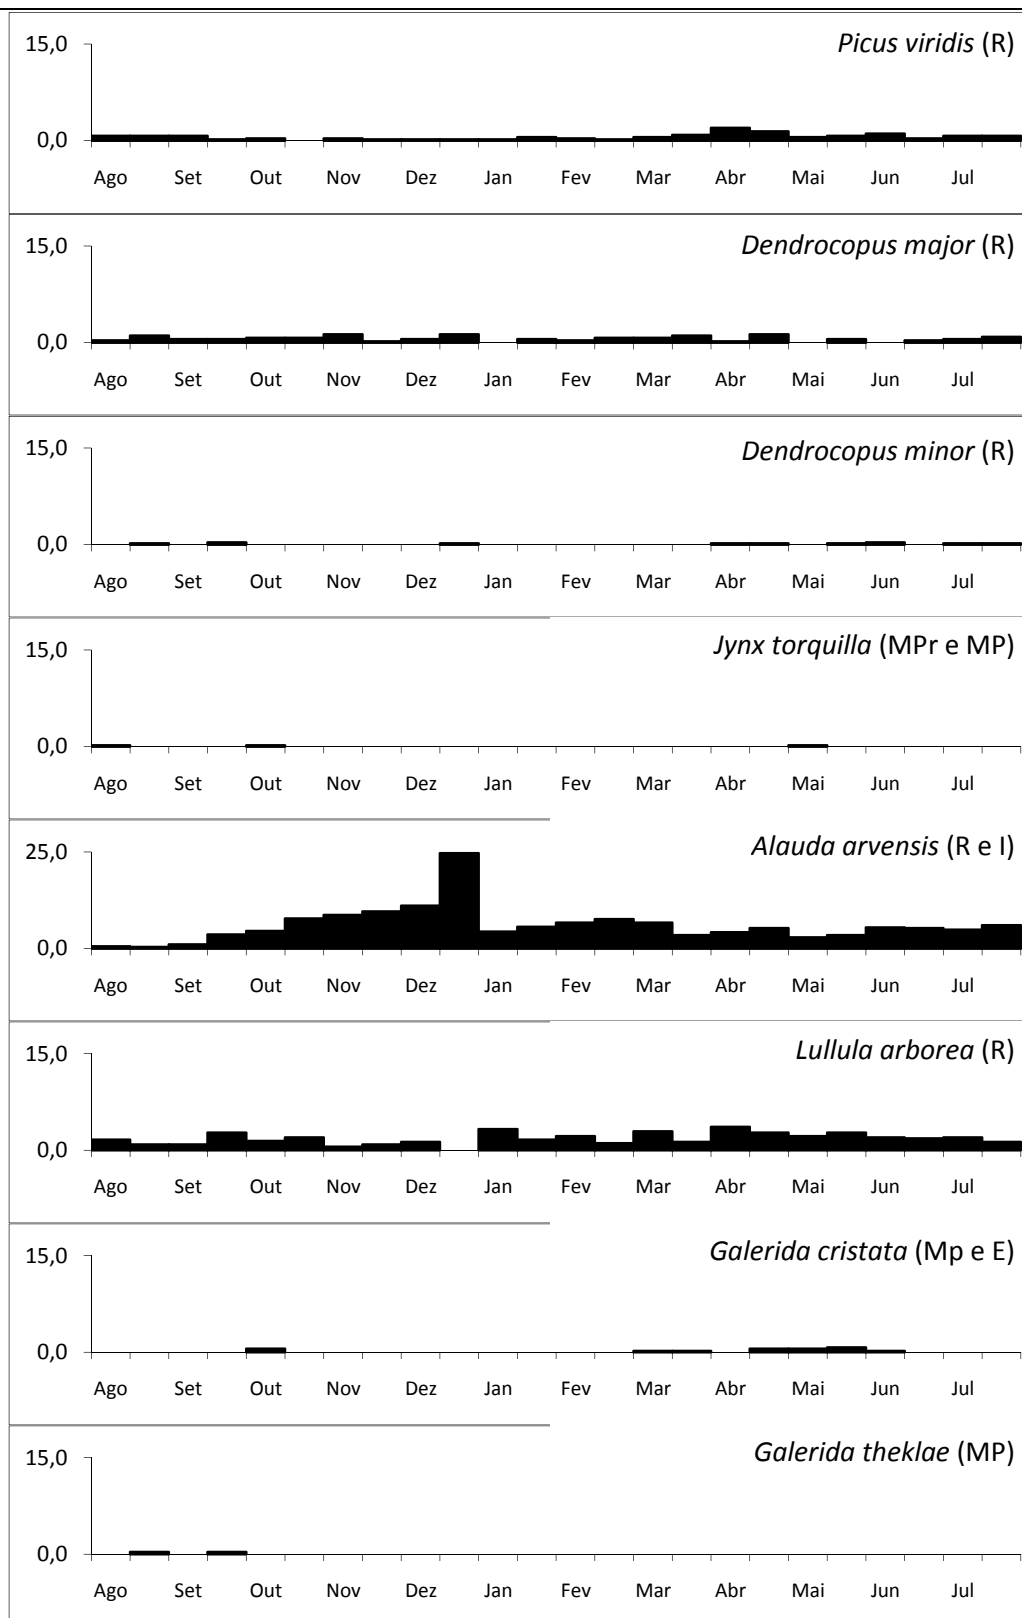 15,0
Picus viridis (R)
0,0
Ago Set Out Nov Dez Jan Fev Mar Abr Mai Jun Jul
15,0
Dendrocopus major (R)
0,0
Ago Set Out Nov Dez Jan Fev Mar Abr Mai Jun Jul
15,0
Dendrocopus minor (R)
0,0
Ago Set Out Nov Dez Jan Fev Mar Abr Mai Jun Jul
15,0
Jynx torquilla (MPr e MP)
0,0
Ago Set Out Nov Dez Jan Fev Mar Abr Mai Jun Jul
25,0
Alauda arvensis (R e I)
0,0
Ago Set Out Nov Dez Jan Fev Mar Abr Mai Jun Jul
15,0
Lullula arborea (R)
0,0
Ago Set Out Nov Dez Jan Fev Mar Abr Mai Jun Jul
15,0
Galerida cristata (Mp e E)
0,0
Ago Set Out Nov Dez Jan Fev Mar Abr Mai Jun Jul
15,0
Galerida theklae (MP)
0,0
Ago Set Out Nov Dez Jan Fev Mar Abr Mai Jun Jul